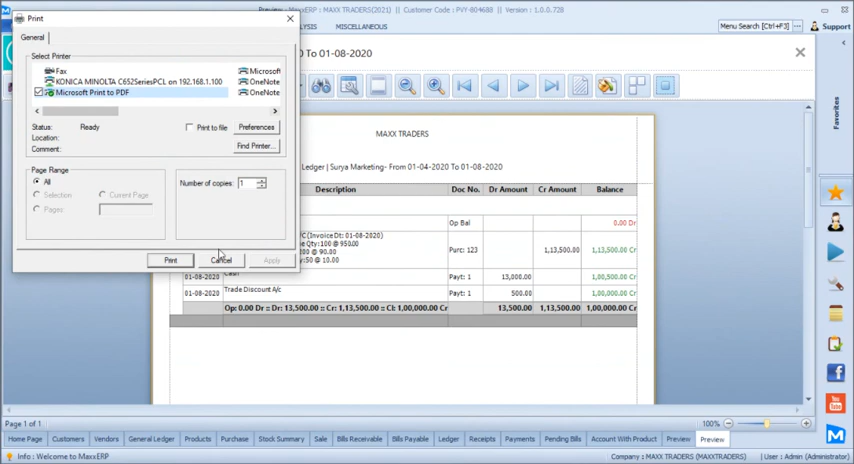 Preview - MaxxERP : MAXX TRADERS(2021) || Customer Code : PVY-804688 || Version : 1.0.0.728
Print
MISCELLANEOUS
Menu Search [Ctrl+F3]
Support
General
To 01-08-2020
Select Printer
Fax
Microsoft
KONICA MINOLTA C652SeriesPCL on 192.168.1.100
OneNote
Microsoft Print to PDF
OneNote
Status: Ready
Print to file
Preferences
Location:
Comment:
Find Printer...
Page Range
All
Selection
Current Page
Pages
Number of copies: 1
Print
Cancel
Apply
Favorites
MAXX TRADERS
Ledger | Surya Marketing- From 01-04-2020 To 01-08-2020
Description Doc No. Dr Amount Cr Amount Balance
Op Bal 0.00 Dr
PC (Invoice Dt: 01-08-2020)
Qty: 100 @ 950.00
00 @ 90.00
:50 @ 10.00
Purc: 123 1,13,500.00 1,13,500.00 Cr
01-08-2020 Cash Payt: 1 13,000.00 1,00,500.00 Cr
01-08-2020 Trade Discount A/c Payt: 1 500.00 1,00,000.00 Cr
Op: 0.00 Dr :: Dr: 13,500.00 :: Cr: 1,13,500.00 :: Cl: 1,00,000.00 Cr 13,500.00 1,13,500.00
Page 1 of 1
100%
Home Page Customers Vendors General Ledger Products Purchase Stock Summary Sale Bills Receivable Bills Payable Ledger Receipts Payments Pending Bills Account With Product Preview Preview
Info : Welcome to MaxxERP
Company : MAXX TRADERS(MAXXTRADERS)
User : Admin (Administrator)